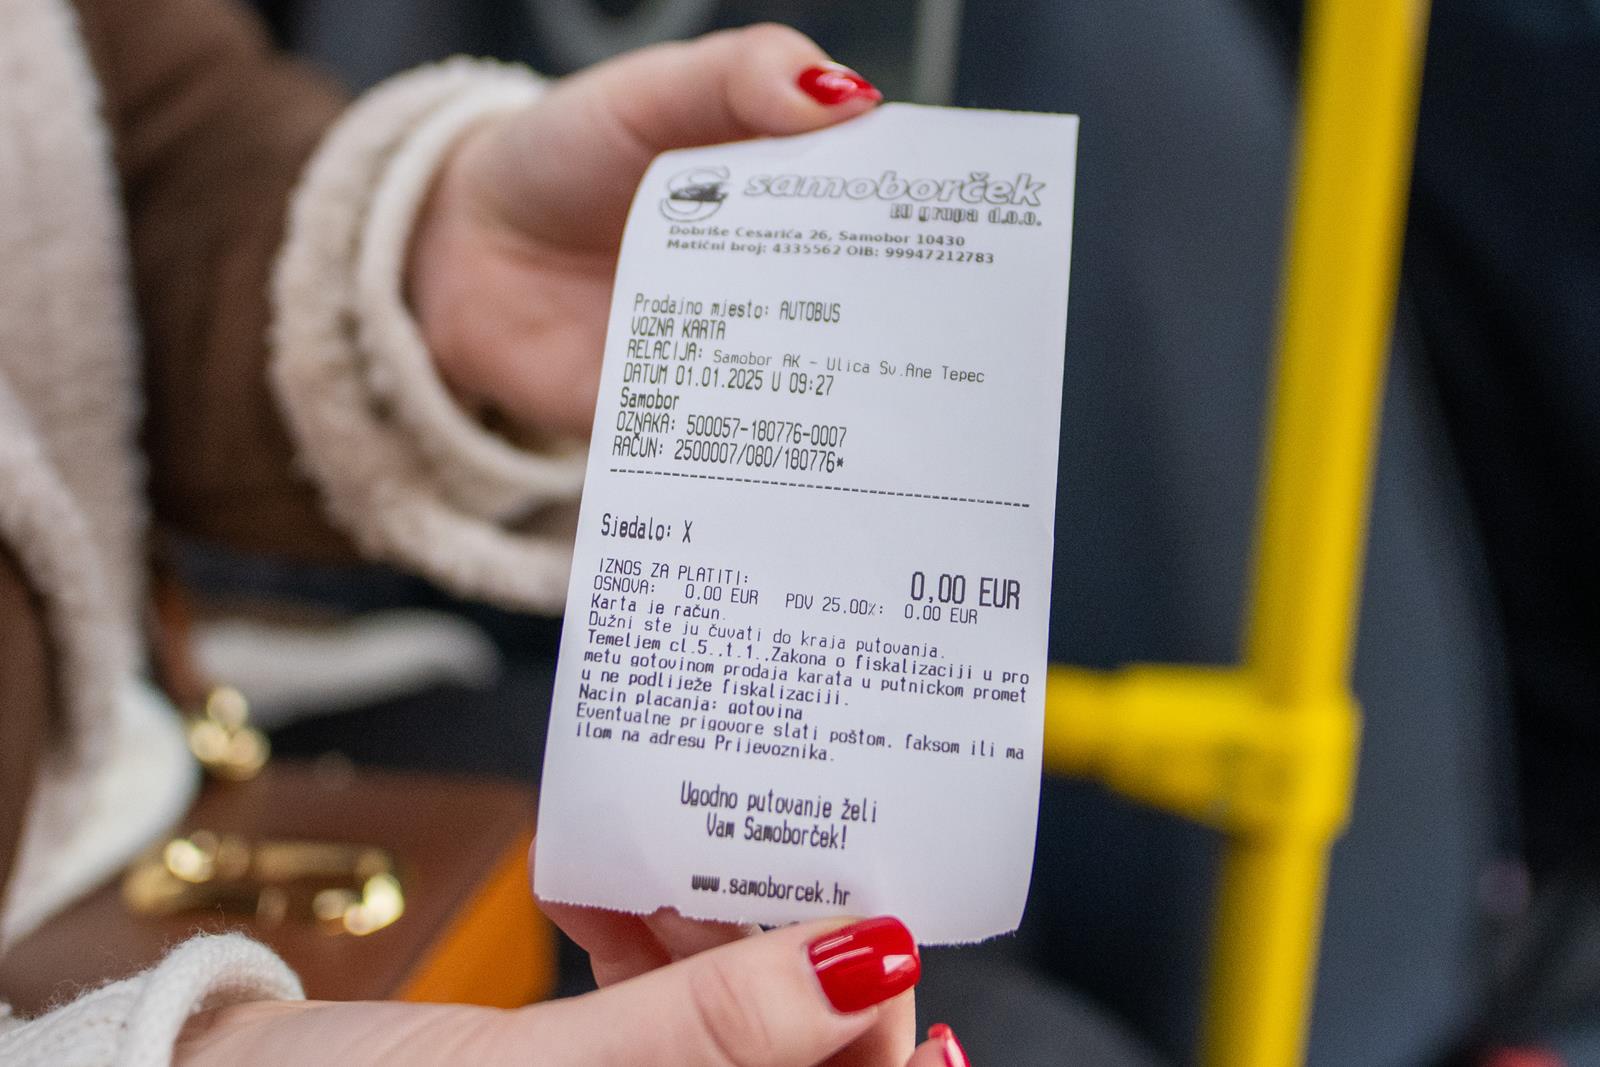 samoborček
EU grupa d.o.o.
Dobriše Cesarića 26, Samobor 10430
Matični broj: 4335562 OIB: 99947212783
Prodajno mjesto: AUTOBUS
VOZNA KARTA
RELACIJA: Samobor AK - Ulica Sv.Ane Tepec
DATUM 01.01.2025 U 09:27
Samobor
OZNAKA: 500057-180776-0007
RAČUN: 2500007/080/180776*
Sjedalo: X
IZNOS ZA PLATITI: 0,00 EUR
OSNOVA: 0.00 EUR PDV 25.00%: 0.00 EUR
Karta je račun.
Dužni ste ju čuvati do kraja putovanja.
Temeljem cl.5..t.1..Zakona o fiskalizaciji u pro
metu gotovinom prodaja karata u putnickom promet
u ne podliježe fiskalizaciji.
Nacin placanja: gotovina
Eventualne prigovore slati poštom. faksom ili ma
ilom na adresu Prijevoznika.
Ugodno putovanje želi
Vam Samoborček!
www.samoborcek.hr